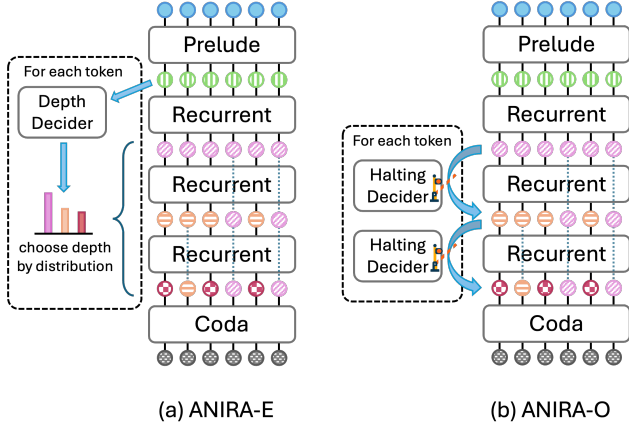 Prelude
For each token
Depth
Decider
Recurrent
Recurrent
choose depth
by distribution
Recurrent
Coda
(a) ANIRA-E
Prelude
Recurrent
For each token
Halting
Decider
Recurrent
Halting
Decider
Recurrent
Coda
(b) ANIRA-O